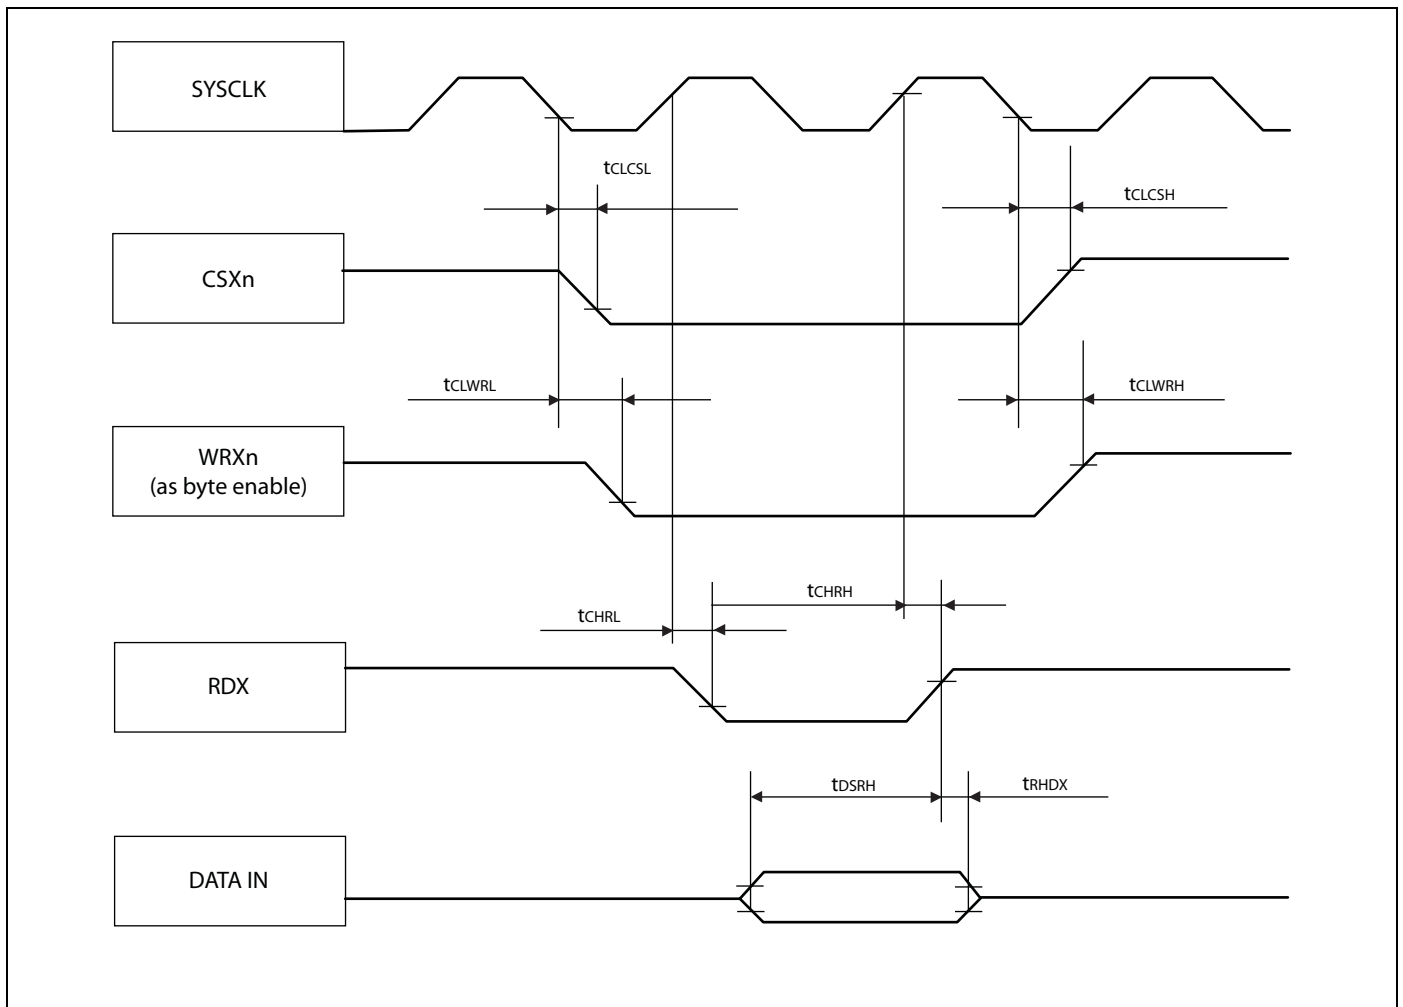 SYSCLK
tCLCSL
tCLCSH
CSXn
tCLWRL
tCLWRH
WRXn
(as byte enable)
tCHRH
tCHRL
RDX
tDSRH
tRHDX
DATA IN